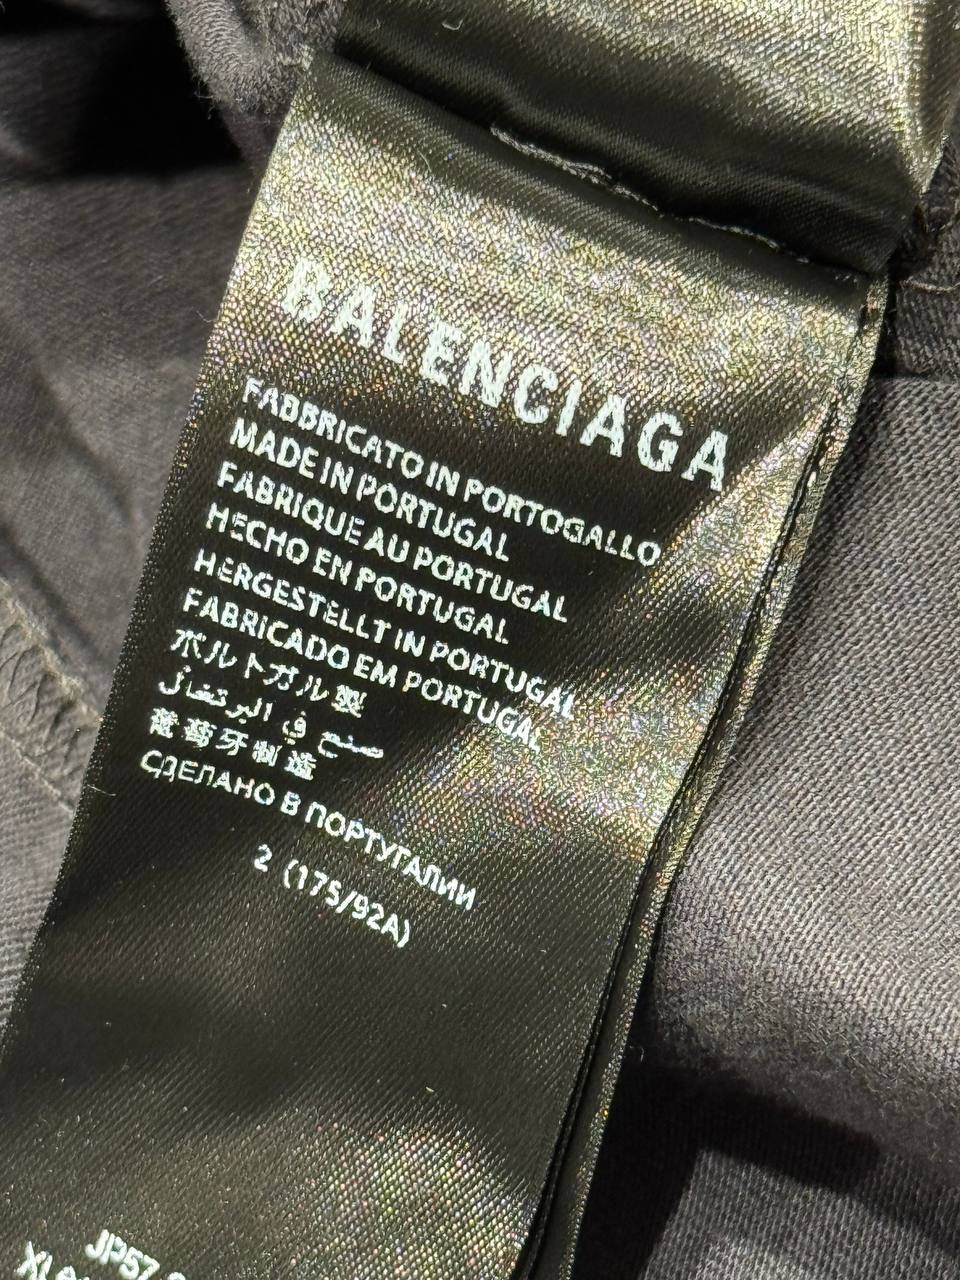 BALENCIAGA
FABBRICATO IN PORTOGALLO
MADE IN PORTUGAL
FABRIQUE AU PORTUGAL
HECHO EN PORTUGAL
HERGESTELLT IN PORTUGAL
FABRICADO EM PORTUGAL
ポルトガル製
صنع في البرتغال
葡萄牙制造
СДЕЛАНО В ПОРТУГАЛИИ
2 (175/92A)
JP57